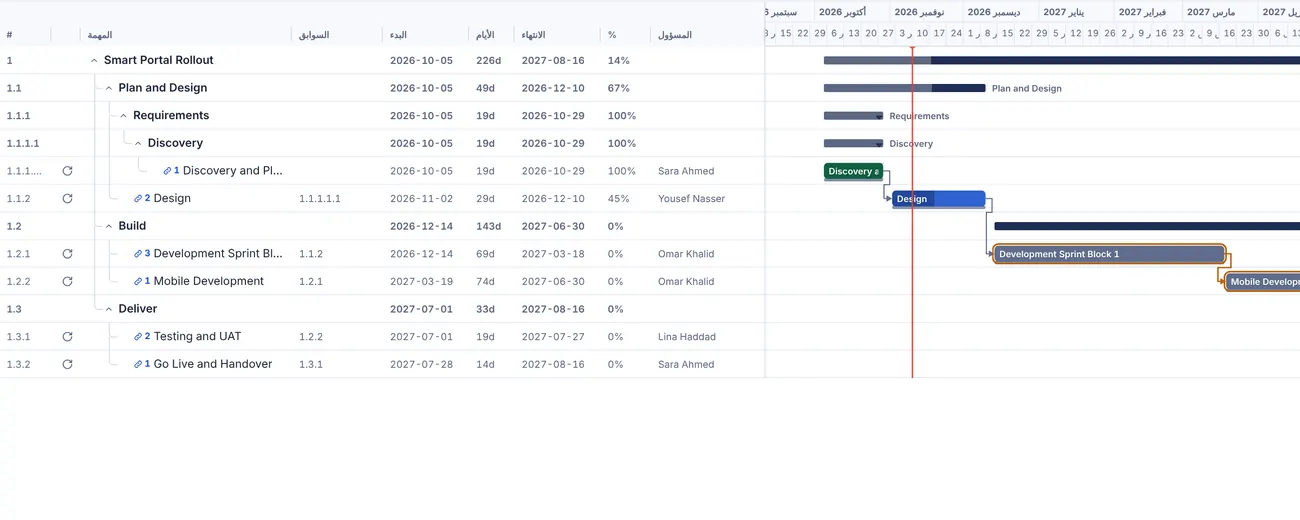 # المهمة السوابق البدء الأيام الانتهاء % المسؤول
سبتمبر أكتوبر 2026 نوفمبر 2026 ديسمبر 2026 يناير 2027 فبراير 2027 مارس 2027 2027
15 22 29 6 13 20 27 3 10 17 24 1 8 15 22 29 5 12 19 26 2 9 16 23 2 9 16 23 30 6 13
1 Smart Portal Rollout 2026-10-05 226d 2027-08-16 14%
1.1 Plan and Design 2026-10-05 49d 2026-12-10 67% Plan and Design
1.1.1 Requirements 2026-10-05 19d 2026-10-29 100% Requirements
1.1.1.1 Discovery 2026-10-05 19d 2026-10-29 100% Discovery
1.1.1.... 1 Discovery and Pl... 2026-10-05 19d 2026-10-29 100% Sara Ahmed Discovery a
1.1.2 2 Design 1.1.1.1.1 2026-11-02 29d 2026-12-10 45% Yousef Nasser Design
1.2 Build 2026-12-14 143d 2027-06-30 0%
1.2.1 3 Development Sprint Bl... 1.1.2 2026-12-14 69d 2027-03-18 0% Omar Khalid Development Sprint Block 1
1.2.2 1 Mobile Development 1.2.1 2027-03-19 74d 2027-06-30 0% Omar Khalid Mobile Developm
1.3 Deliver 2027-07-01 33d 2027-08-16 0%
1.3.1 2 Testing and UAT 1.2.2 2027-07-01 19d 2027-07-27 0% Lina Haddad
1.3.2 1 Go Live and Handover 1.3.1 2027-07-28 14d 2027-08-16 0% Sara Ahmed